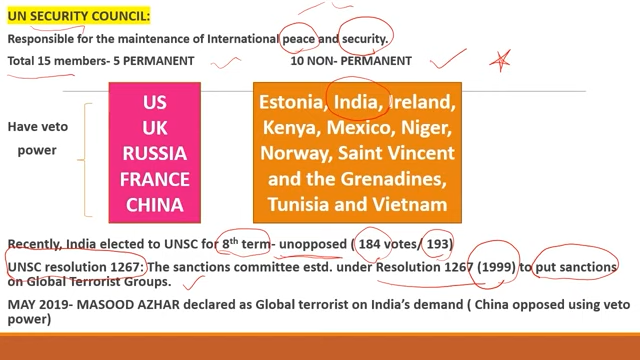 UN SECURITY COUNCIL:
Responsible for the maintenance of International peace and security.
Total 15 members- 5 PERMANENT 10 NON- PERMANENT
Have veto
power
US
UK
RUSSIA
FRANCE
CHINA
Estonia, India, Ireland,
Kenya, Mexico, Niger,
Norway, Saint Vincent
and the Grenadines,
Tunisia and Vietnam
Recently, India elected to UNSC for 8th term- unopposed ( 184 votes/ 193)
UNSC resolution 1267: The sanctions committee estd. under Resolution 1267 (1999) to put sanctions
on Global Terrorist Groups.
MAY 2019- MASOOD AZHAR declared as Global terrorist on India's demand ( China opposed using veto
power)